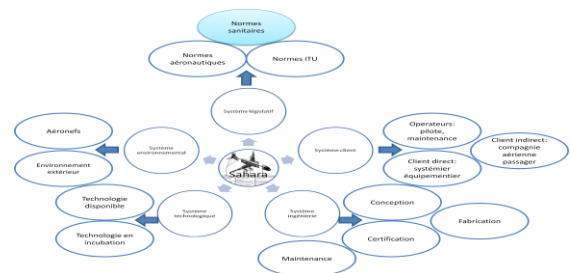 Normes
sanitaires
Normes
aéronautiques
Normes ITU
Système législatif
Aéronefs
Système
environnemental
Environnement
extérieur
Sahara
Système client
Operateurs:
pilote,
maintenance
Client direct:
systémier
équipementier
Client indirect:
compagnie
aérienne
passager
Technologie
disponible
Technologie en
incubation
Système
technologique
Système
ingénierie
Conception
Certification
Fabrication
Maintenance